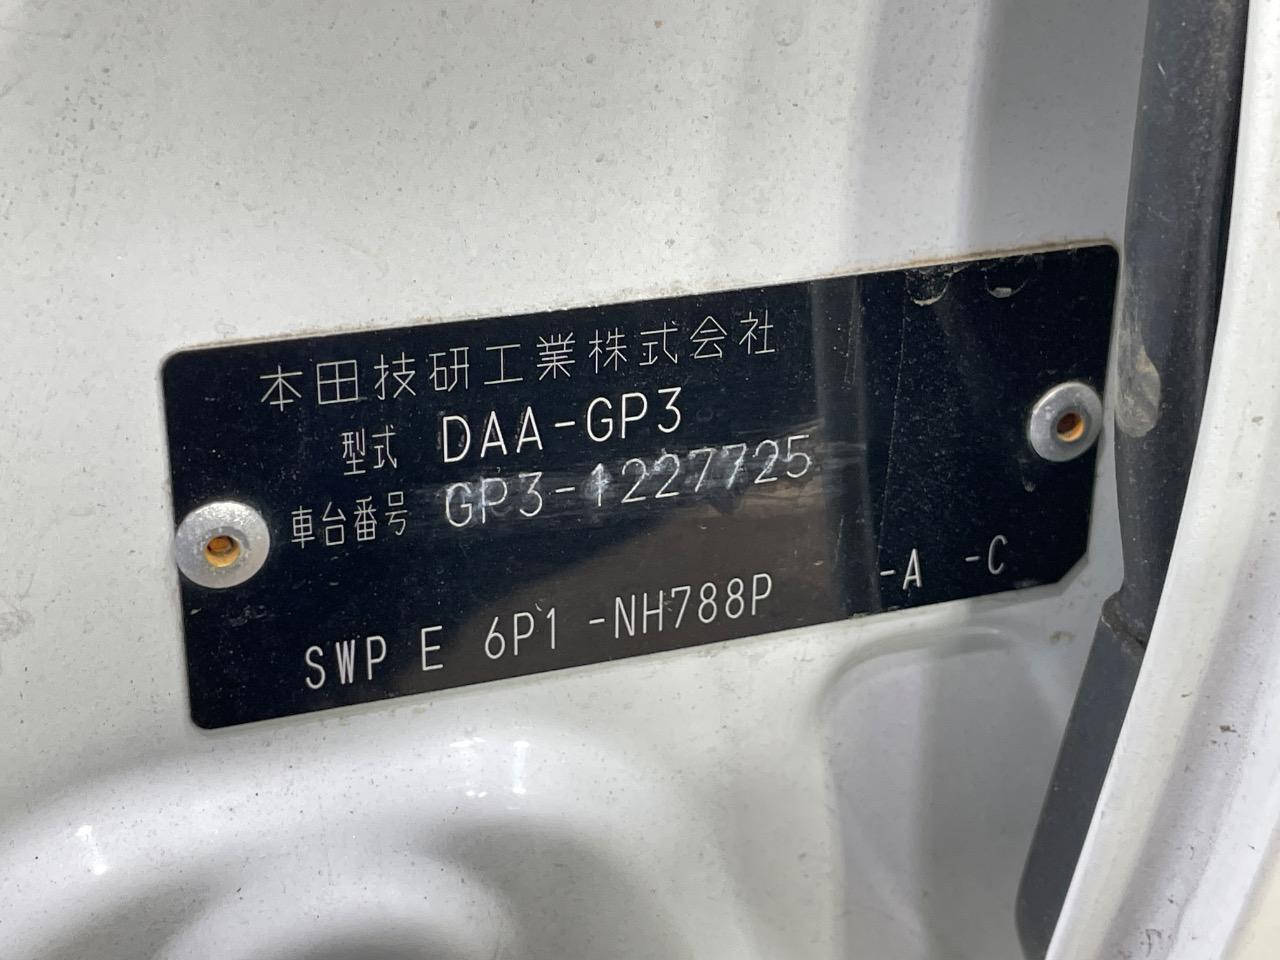 本田技研工業株式会社
型式 DAA-GP3
車台番号 GP3-1227725
SWP E 6P1 -NH788P -A -C